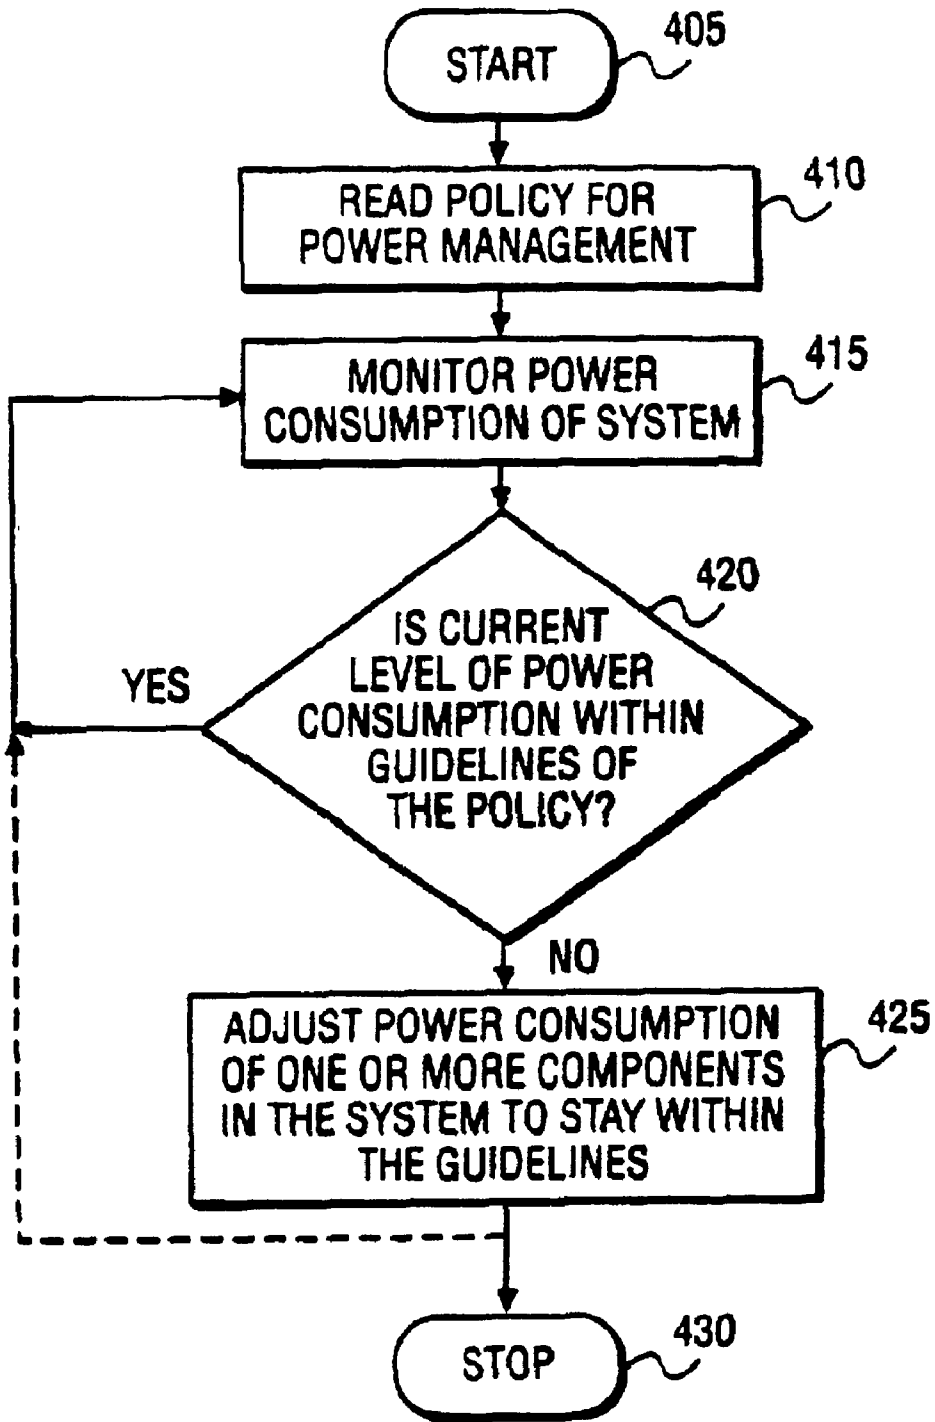 START
405
READ POLICY FOR
POWER MANAGEMENT
410
MONITOR POWER
CONSUMPTION OF SYSTEM
415
IS CURRENT
LEVEL OF POWER
CONSUMPTION WITHIN
GUIDELINES OF
THE POLICY?
420
YES
NO
ADJUST POWER CONSUMPTION
OF ONE OR MORE COMPONENTS
IN THE SYSTEM TO STAY WITHIN
THE GUIDELINES
425
STOP
430